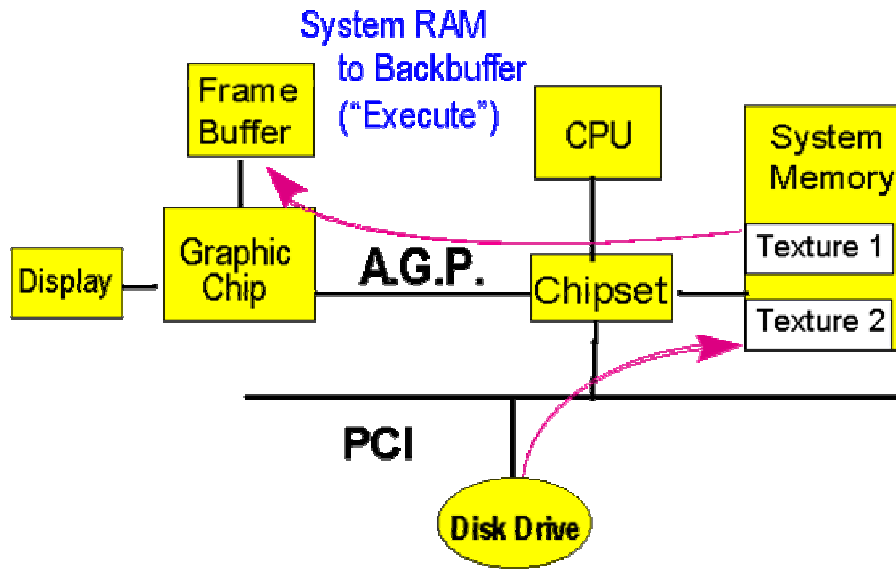 System RAM
to Backbuffer
("Execute")
Frame
Buffer
CPU
System
Memory
Texture 1
Texture 2
Display
Graphic
Chip
A.G.P.
Chipset
PCI
Disk Drive